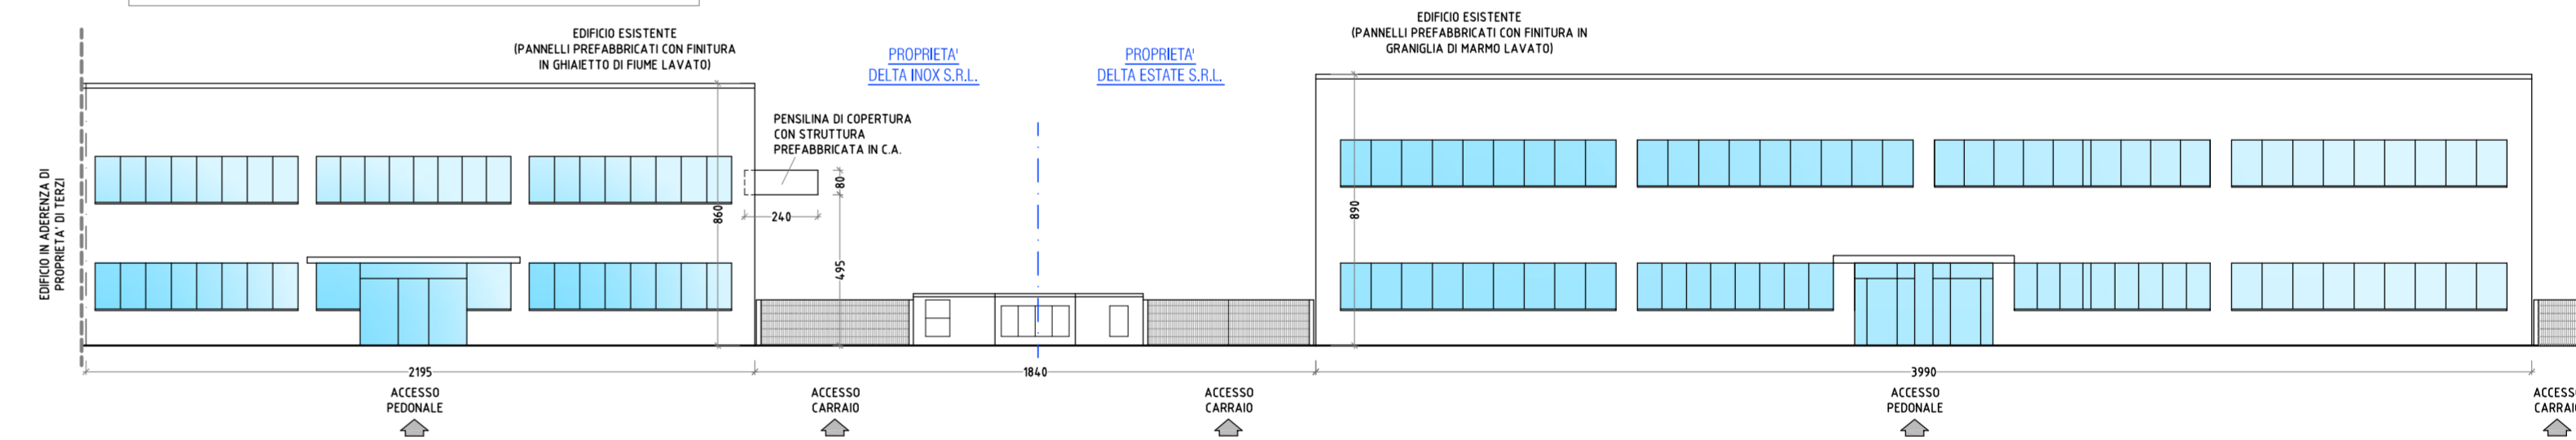 EDIFICIO ESISTENTE
(PANNELLI PREFABBRICATI CON FINITURA
IN GHIAIETTO DI FIUME LAVATO)
PROPRIETA'
DELTA INOX S.R.L.
PROPRIETA'
DELTA ESTATE S.R.L.
EDIFICIO ESISTENTE
(PANNELLI PREFABBRICATI CON FINITURA IN
GRANIGLIA DI MARMO LAVATO)
PENSILINA DI COPERTURA
CON STRUTTURA
PREFABBRICATA IN C.A.
EDIFICIO IN ADERENZA DI
PROPRIETA' DI TERZI
860
80
240
495
890
2195
1840
3990
ACCESSO
PEDONALE
ACCESSO
CARRAIO
ACCESSO
CARRAIO
ACCESSO
PEDONALE